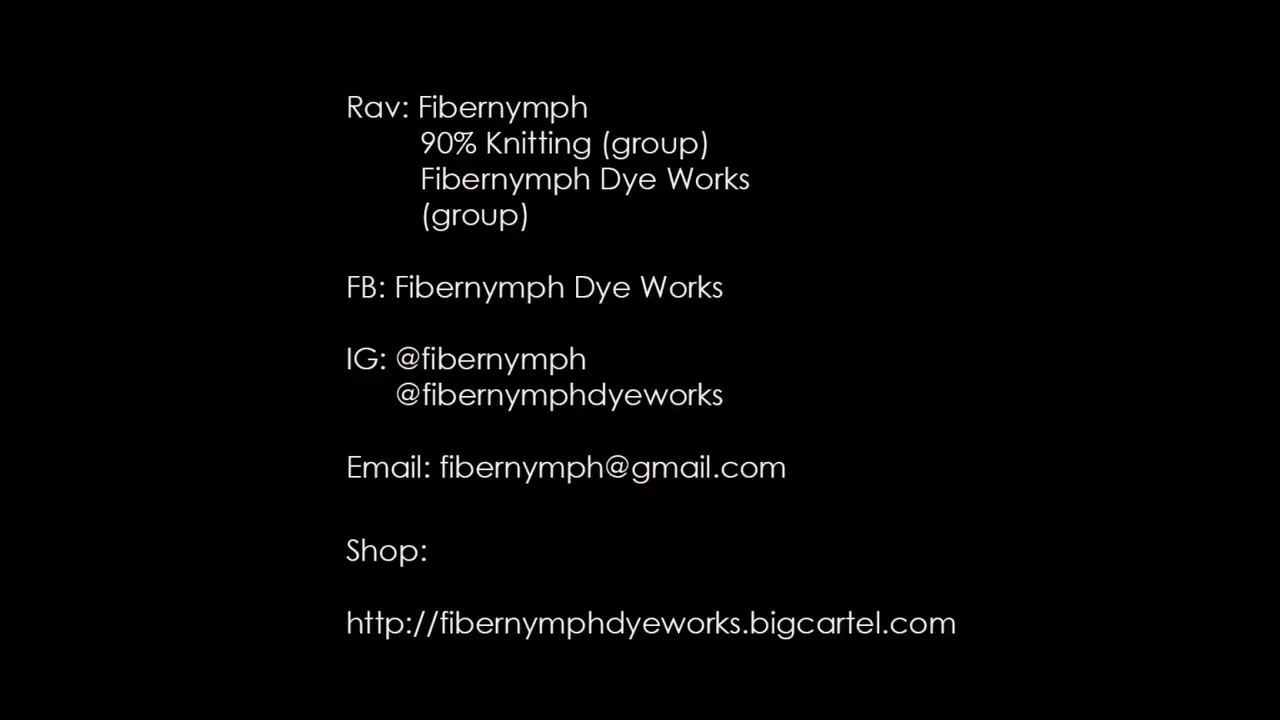 Rav: Fibernymph
90% Knitting (group)
Fibernymph Dye Works
(group)
FB: Fibernymph Dye Works
IG: @fibernymph
@fibernymphdyeworks
Email: fibernymph@gmail.com
Shop:
http://fibernymphdyeworks.bigcartel.com